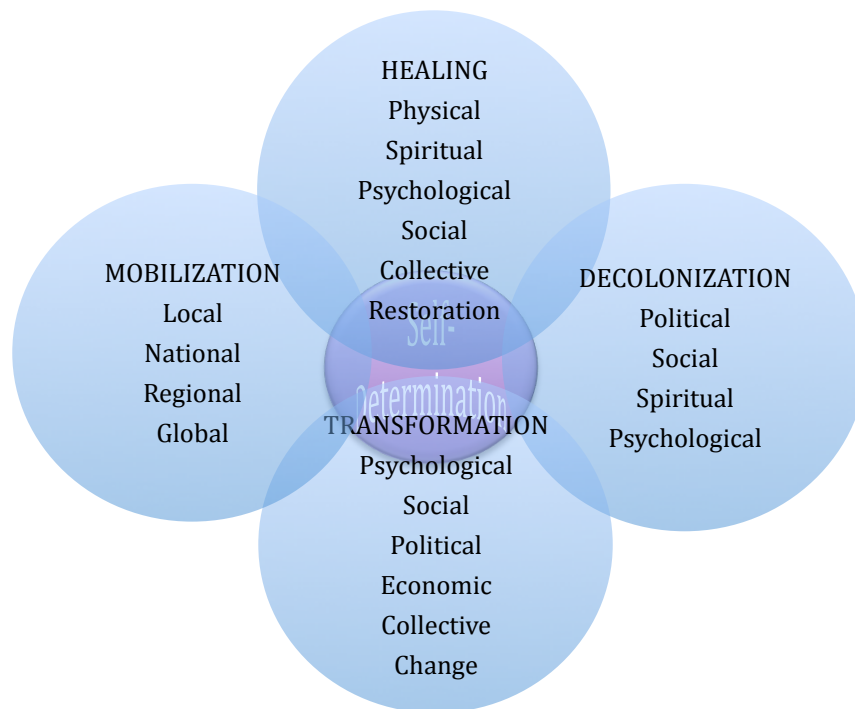 HEALING
Physical
Spiritual
Psychological
Social
Collective
Restoration
MOBILIZATION
Local
National
Regional
Global
Self-
Determination
DECOLONIZATION
Political
Social
Spiritual
Psychological
TRANSFORMATION
Psychological
Social
Political
Economic
Collective
Change